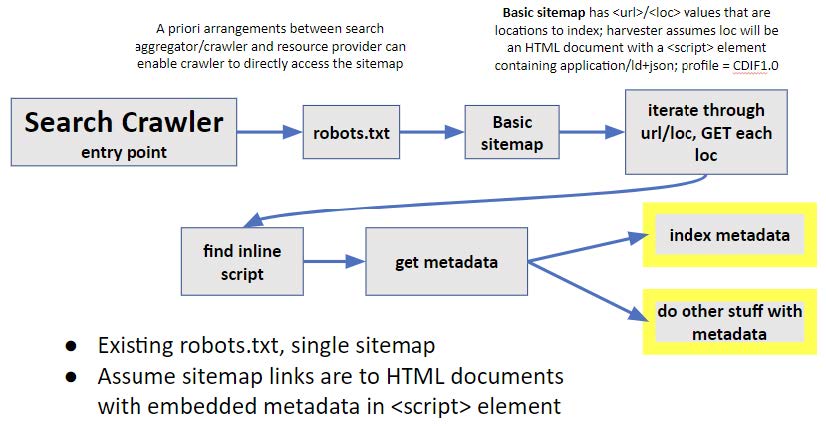 A priori arrangements between search
aggregator/crawler and resource provider can
enable crawler to directly access the sitemap
Basic sitemap has <url>/<loc> values that are
locations to index; harvester assumes loc will be
an HTML document with a <script> element
containing application/ld+json; profile = CDIF1.0
Search Crawler
entry point
robots.txt
Basic
sitemap
iterate through
url/loc, GET each
loc
find inline
script
get metadata
index metadata
do other stuff with
metadata
● Existing robots.txt, single sitemap
● Assume sitemap links are to HTML documents
with embedded metadata in <script> element